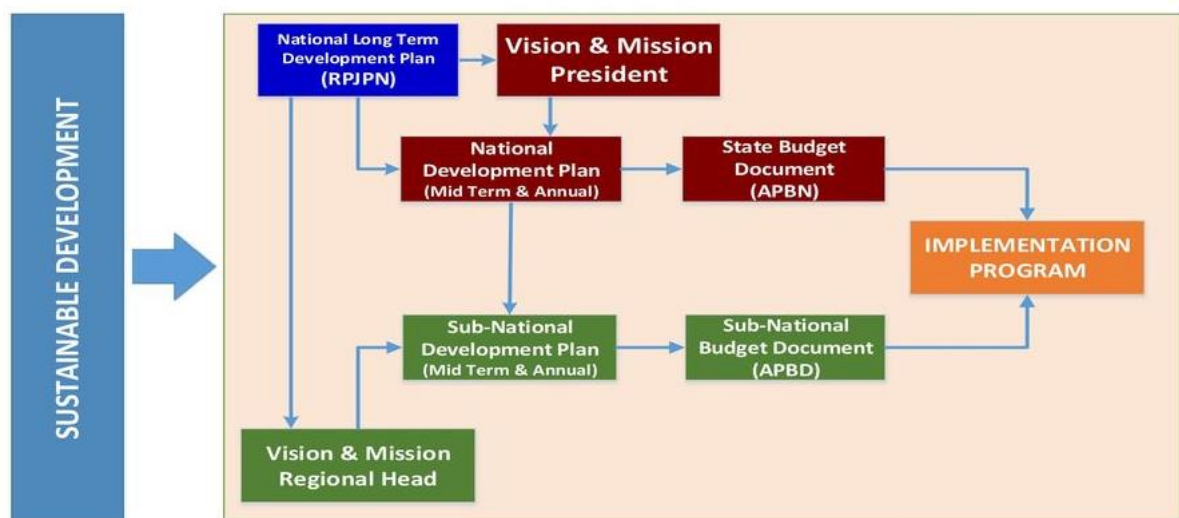 SUSTAINABLE DEVELOPMENT
National Long Term
Development Plan
(RPJPN)
Vision & Mission
President
National
Development Plan
(Mid Term & Annual)
State Budget
Document
(APBN)
IMPLEMENTATION
PROGRAM
Sub-National
Development Plan
(Mid Term & Annual)
Sub-National
Budget Document
(APBD)
Vision & Mission
Regional Head